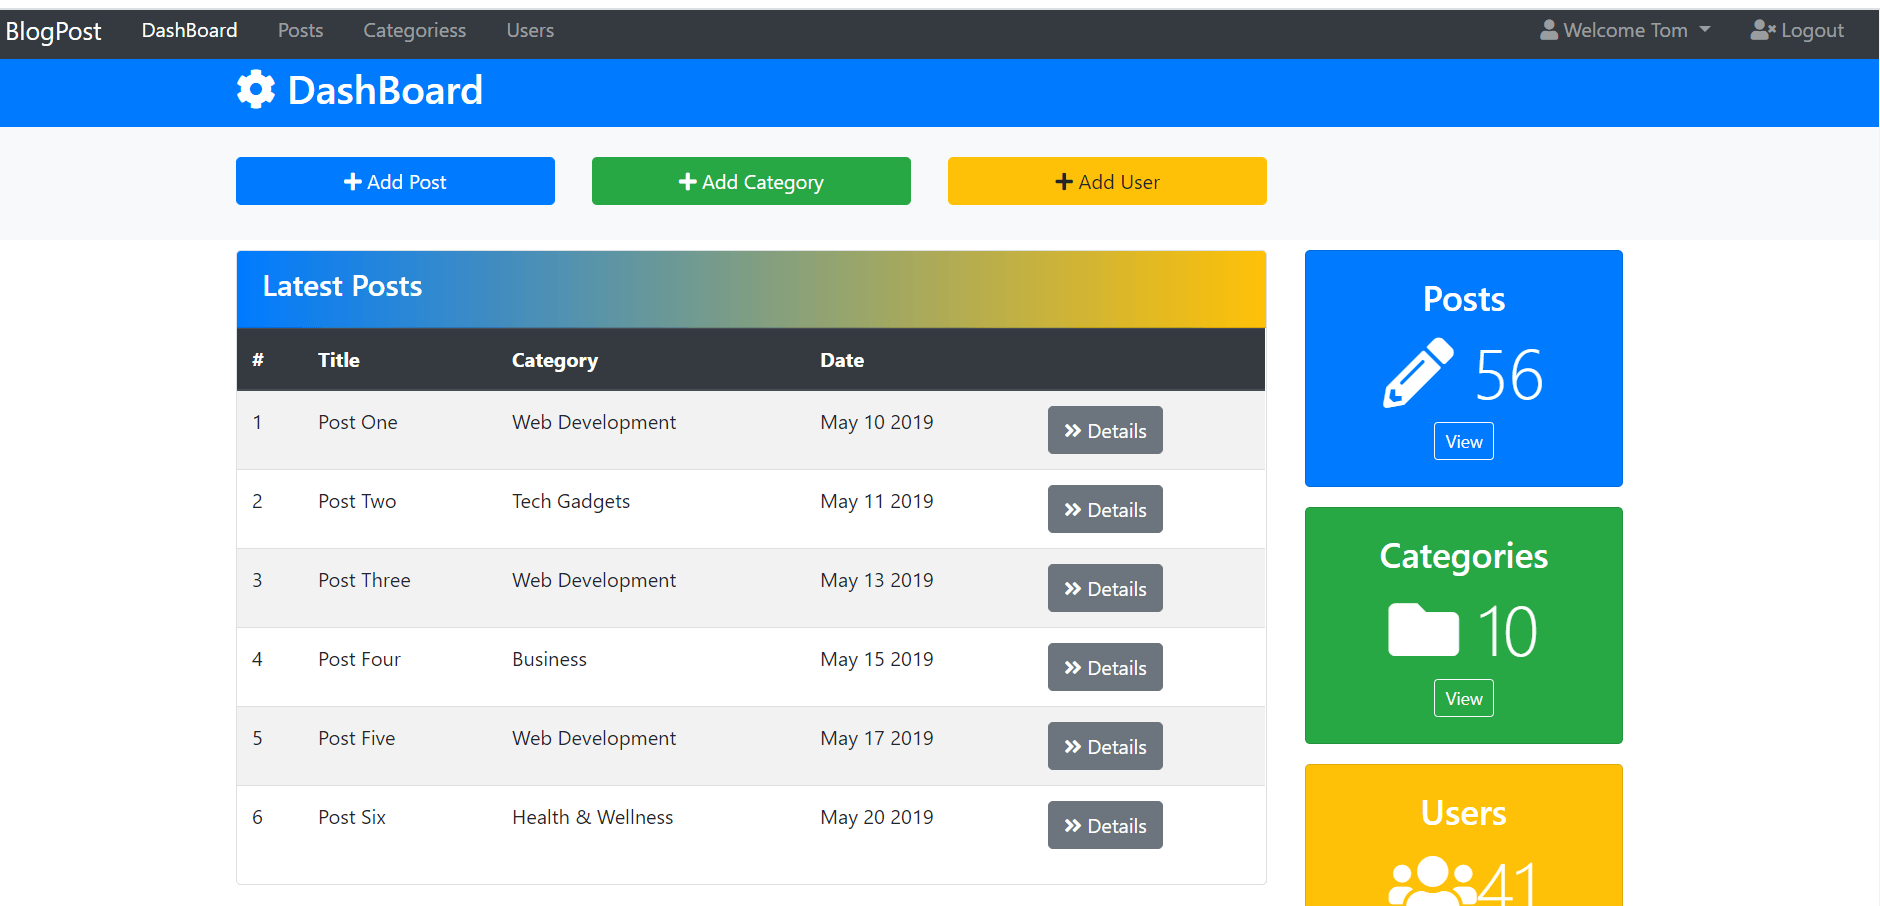 BlogPost DashBoard Posts Categoriess Users Welcome Tom Logout
DashBoard
Add Post Add Category Add User
Latest Posts
# Title Category Date
1 Post One Web Development May 10 2019 Details
2 Post Two Tech Gadgets May 11 2019 Details
3 Post Three Web Development May 13 2019 Details
4 Post Four Business May 15 2019 Details
5 Post Five Web Development May 17 2019 Details
6 Post Six Health & Wellness May 20 2019 Details
Posts
56
View
Categories
10
View
Users
41